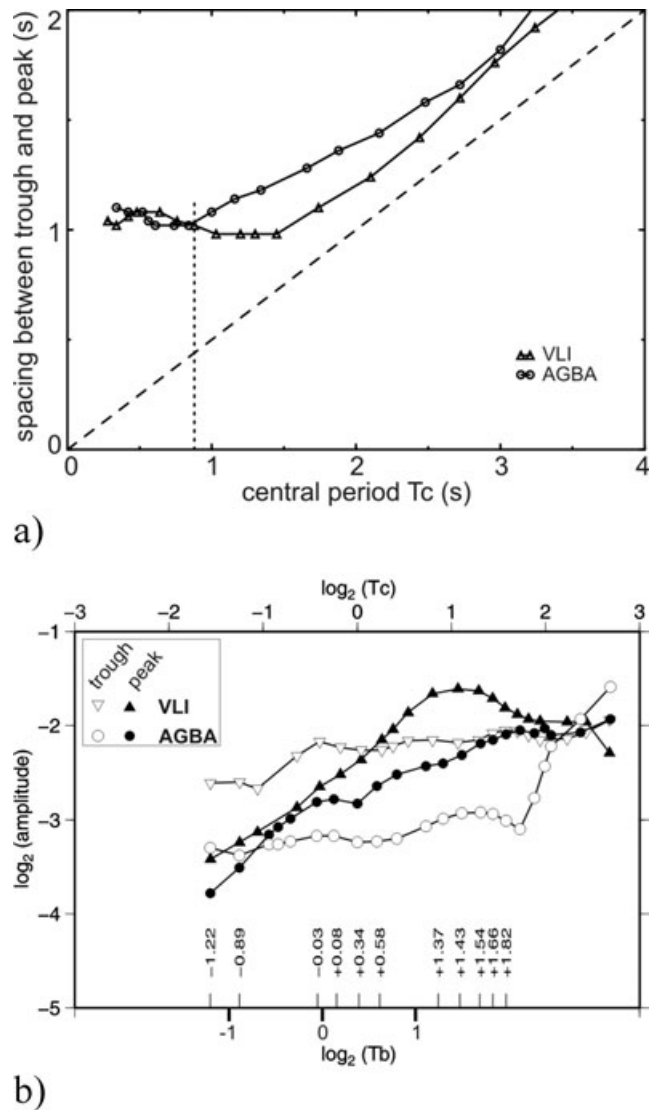 spacing between trough and peak (s)
2
1
0
0 1 2 3 4
VLI
AGBA
central period Tc (s)
a)
log₂ (Tc)
−3 −2 −1 0 1 2 3
trough peak
VLI
AGBA
log₂ (amplitude)
−1
−2
−3
−4
−5
−1.22 −0.89 −0.03 +0.08 +0.34 +0.58 +1.37 +1.43 +1.54 +1.66 +1.82
-1 0 1
log₂ (Tb)
b)